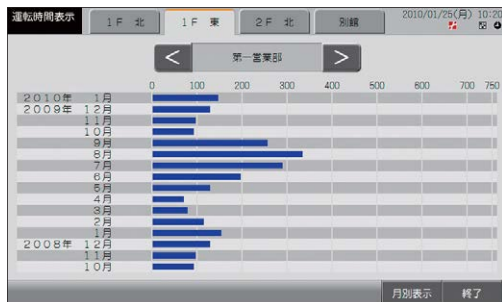 運転時間表示 1F 北 1F 東 2F 北 別館 2010/01/25(月) 10:20
< 第一営業部 >
0 100 200 300 400 500 600 700 750
2010年 1月
2009年 12月
11月
10月
9月
8月
7月
6月
5月
4月
3月
2月
1月
2008年 12月
11月
10月
月別表示 終了